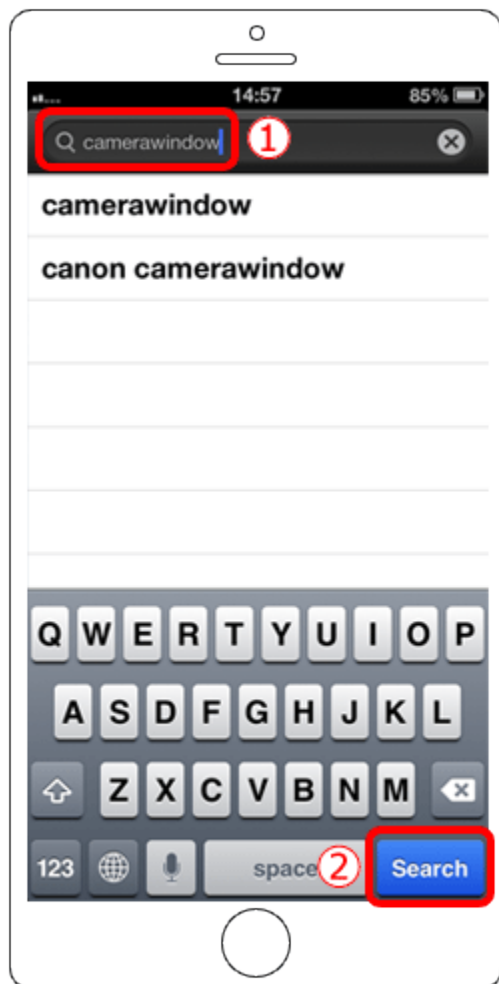 14:57 85%
camerawindow ①
camerawindow
canon camerawindow
Q W E R T Y U I O P
A S D F G H J K L
Z X C V B N M
123 space ② Search